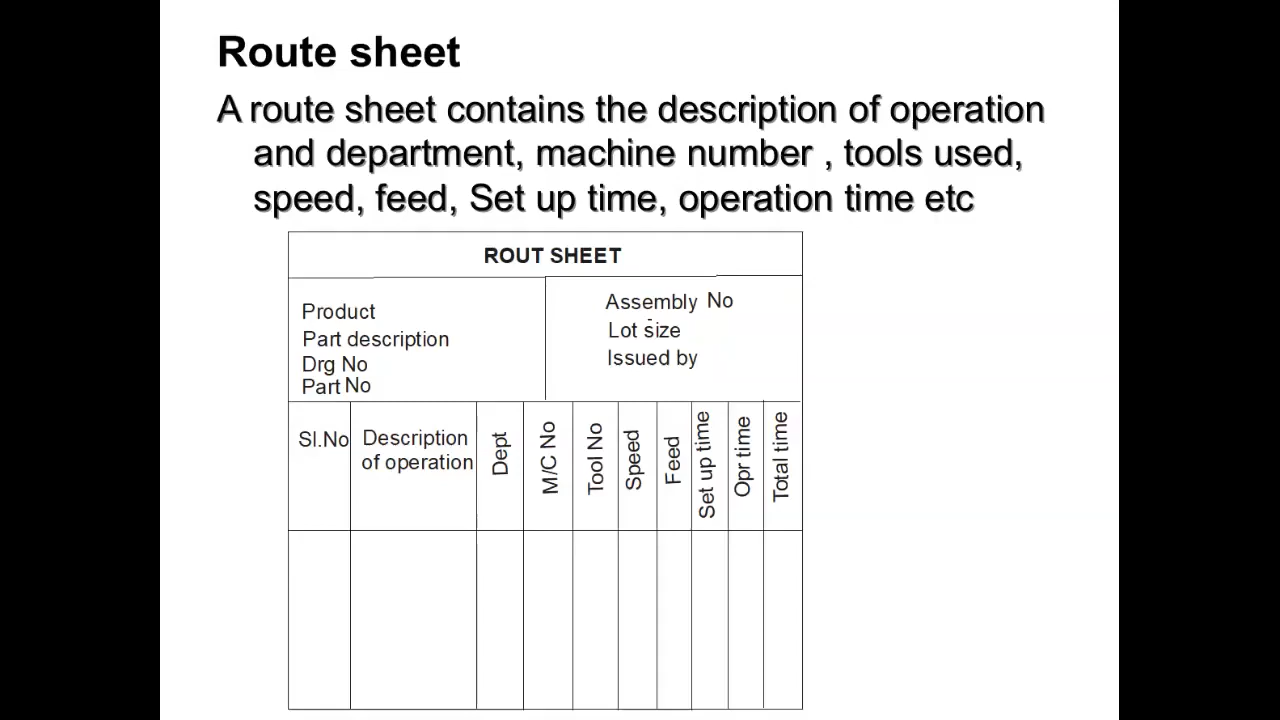 Route sheet
A route sheet contains the description of operation
and department, machine number , tools used,
speed, feed, Set up time, operation time etc
ROUT SHEET
Product
Part description
Drg No
Part No
Assembly No
Lot size
Issued by
Sl.No
Description
of operation
Dept
M/C No
Tool No
Speed
Feed
Set up time
Opr time
Total time